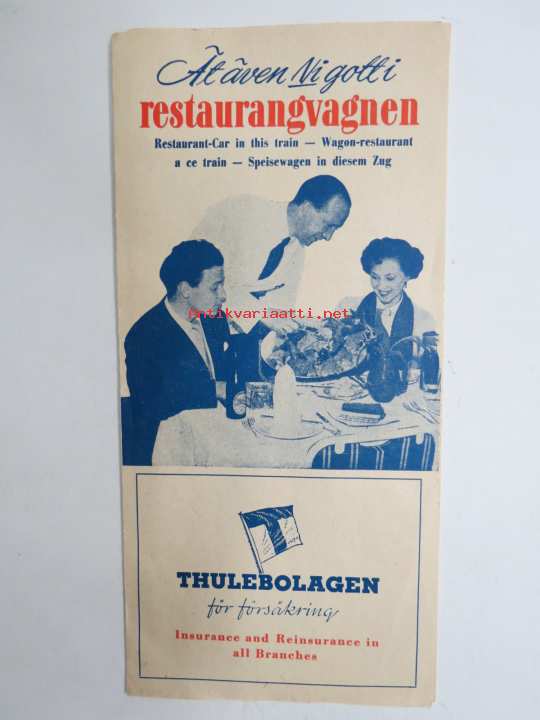 Ät även Ni gott i
restaurangvagnen
Restaurant-Car in this train — Wagon-restaurant
a ce train — Speisewagen in diesem Zug
Antikvariaatti.net
THULEBOLAGEN
för försäkring
Insurance and Reinsurance in
all Branches